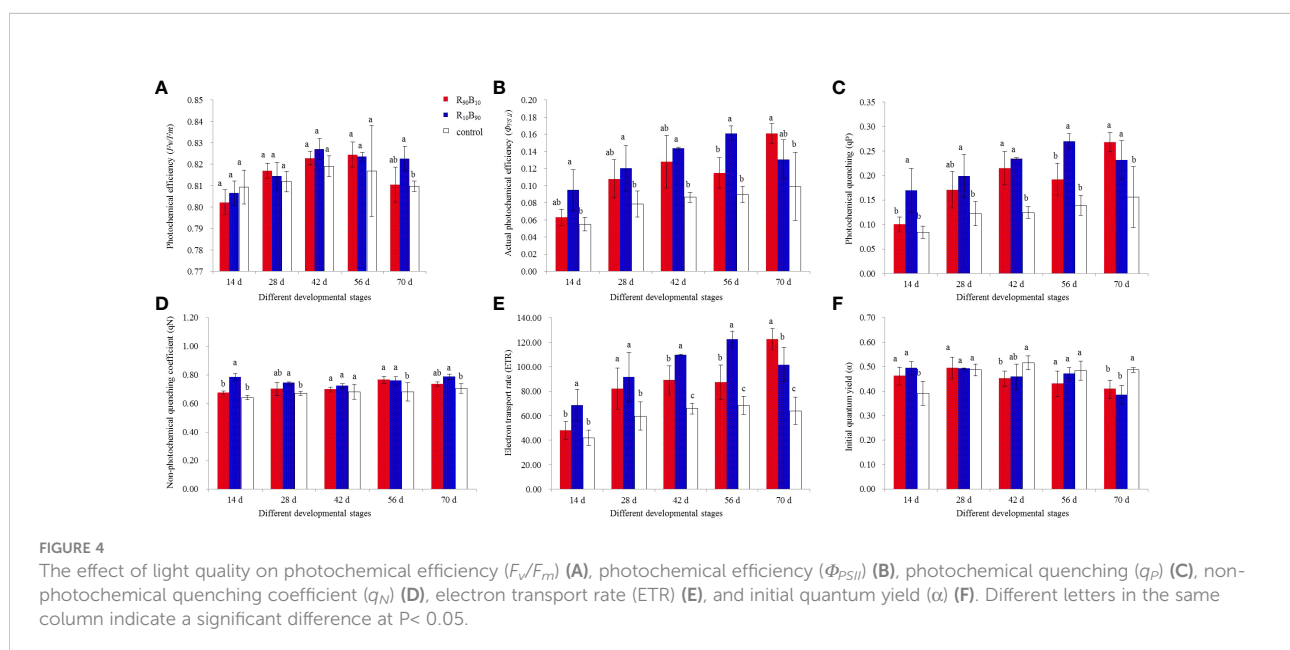 A
Photochemical efficiency (Fv/Fm)
0.85
0.84
0.83
0.82
0.81
0.80
0.79
0.78
0.77
a a a
a a a
a a a
a a a
ab a b
14 d 28 d 42 d 56 d 70 d
Different developmental stages
R90B10
R10B90
control
B
Actual photochemical efficiency (ΦPSII)
0.20
0.18
0.16
0.14
0.12
0.10
0.08
0.06
0.04
0.02
0.00
ab a b
a a b
ab a b
b a b
a ab b
14 d 28 d 42 d 56 d 70 d
Different developmental stages
C
Photochemical quenching (qP)
0.35
0.30
0.25
0.20
0.15
0.10
0.05
0.00
b a b
ab a b
a a b
b a b
a a b
14 d 28 d 42 d 56 d 70 d
Different developmental stages
D
Non-photochemical quenching coefficient (qN)
1.20
1.00
0.80
0.60
0.40
0.20
0.00
b a b
ab a b
a a a
a a b
ab a b
14 d 28 d 42 d 56 d 70 d
Different developmental stages
E
Electron transport rate (ETR)
140.00
120.00
100.00
80.00
60.00
40.00
20.00
0.00
b a b
a a b
b a c
b a c
a b c
14 d 28 d 42 d 56 d 70 d
Different developmental stages
F
Initial quantum yield (α)
0.70
0.60
0.50
0.40
0.30
0.20
0.10
0.00
a a b
a a a
b ab a
a a a
b b a
14 d 28 d 42 d 56 d 70 d
Different developmental stages
FIGURE 4
The effect of light quality on photochemical efficiency (Fv/Fm) (A), photochemical efficiency (ΦPSII) (B), photochemical quenching (qP) (C), non-
photochemical quenching coefficient (qN) (D), electron transport rate (ETR) (E), and initial quantum yield (α) (F). Different letters in the same
column indicate a significant difference at P< 0.05.